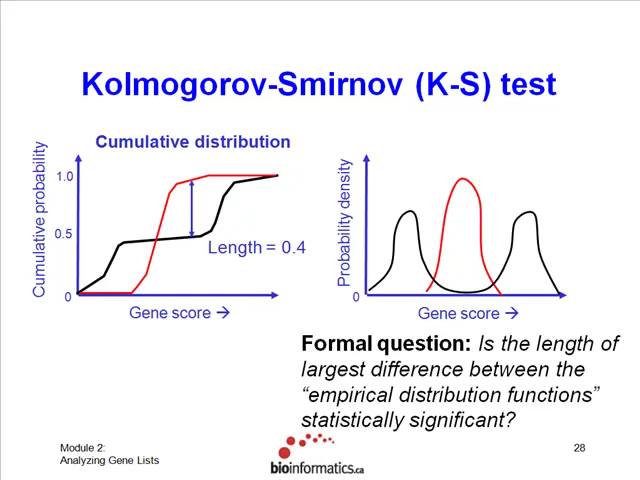 Kolmogorov-Smirnov (K-S) test
Cumulative distribution
Cumulative probability
1.0
0.5
0
Length = 0.4
Gene score →
Probability density
0
Gene score →
Formal question: Is the length of
largest difference between the
“empirical distribution functions”
statistically significant?
Module 2:
Analyzing Gene Lists
bioinformatics.ca
28